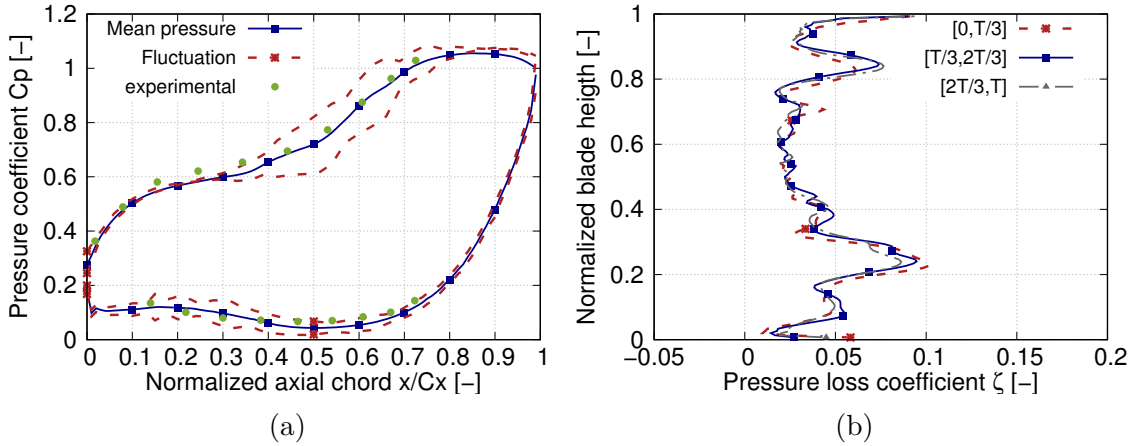 Pressure coefficient Cp [−]
1.2
1
0.8
0.6
0.4
0.2
0
Mean pressure
Fluctuation
experimental
0 0.1 0.2 0.3 0.4 0.5 0.6 0.7 0.8 0.9 1
Normalized axial chord x/Cx [−]
(a)
Normalized blade heigth [−]
1
0.8
0.6
0.4
0.2
0
[0,T/3]
[T/3,2T/3]
[2T/3,T]
−0.05 0 0.05 0.1 0.15 0.2
Pressure loss coefficient ζ [−]
(b)